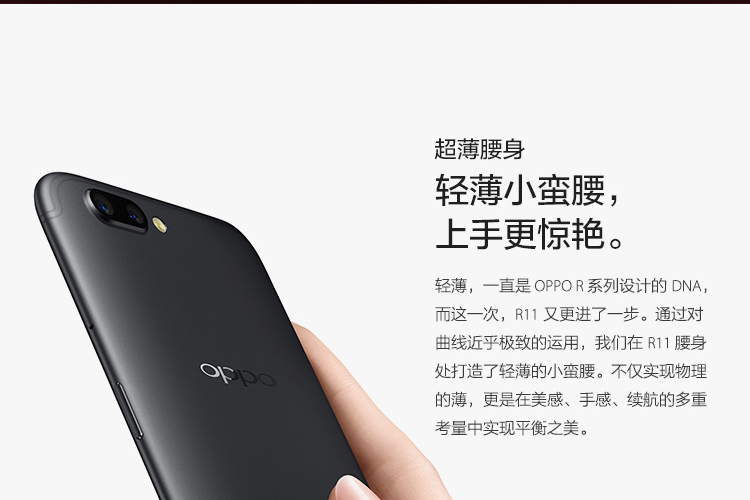 超薄腰身
轻薄小蛮腰，
上手更惊艳。
轻薄，一直是 OPPO R 系列设计的 DNA，
而这一次，R11 又更进了一步。通过对
曲线近乎极致的运用，我们在 R11 腰身
处打造了轻薄的小蛮腰。不仅实现物理
的薄，更是在美感、手感、续航的多重
考量中实现平衡之美。
oppo